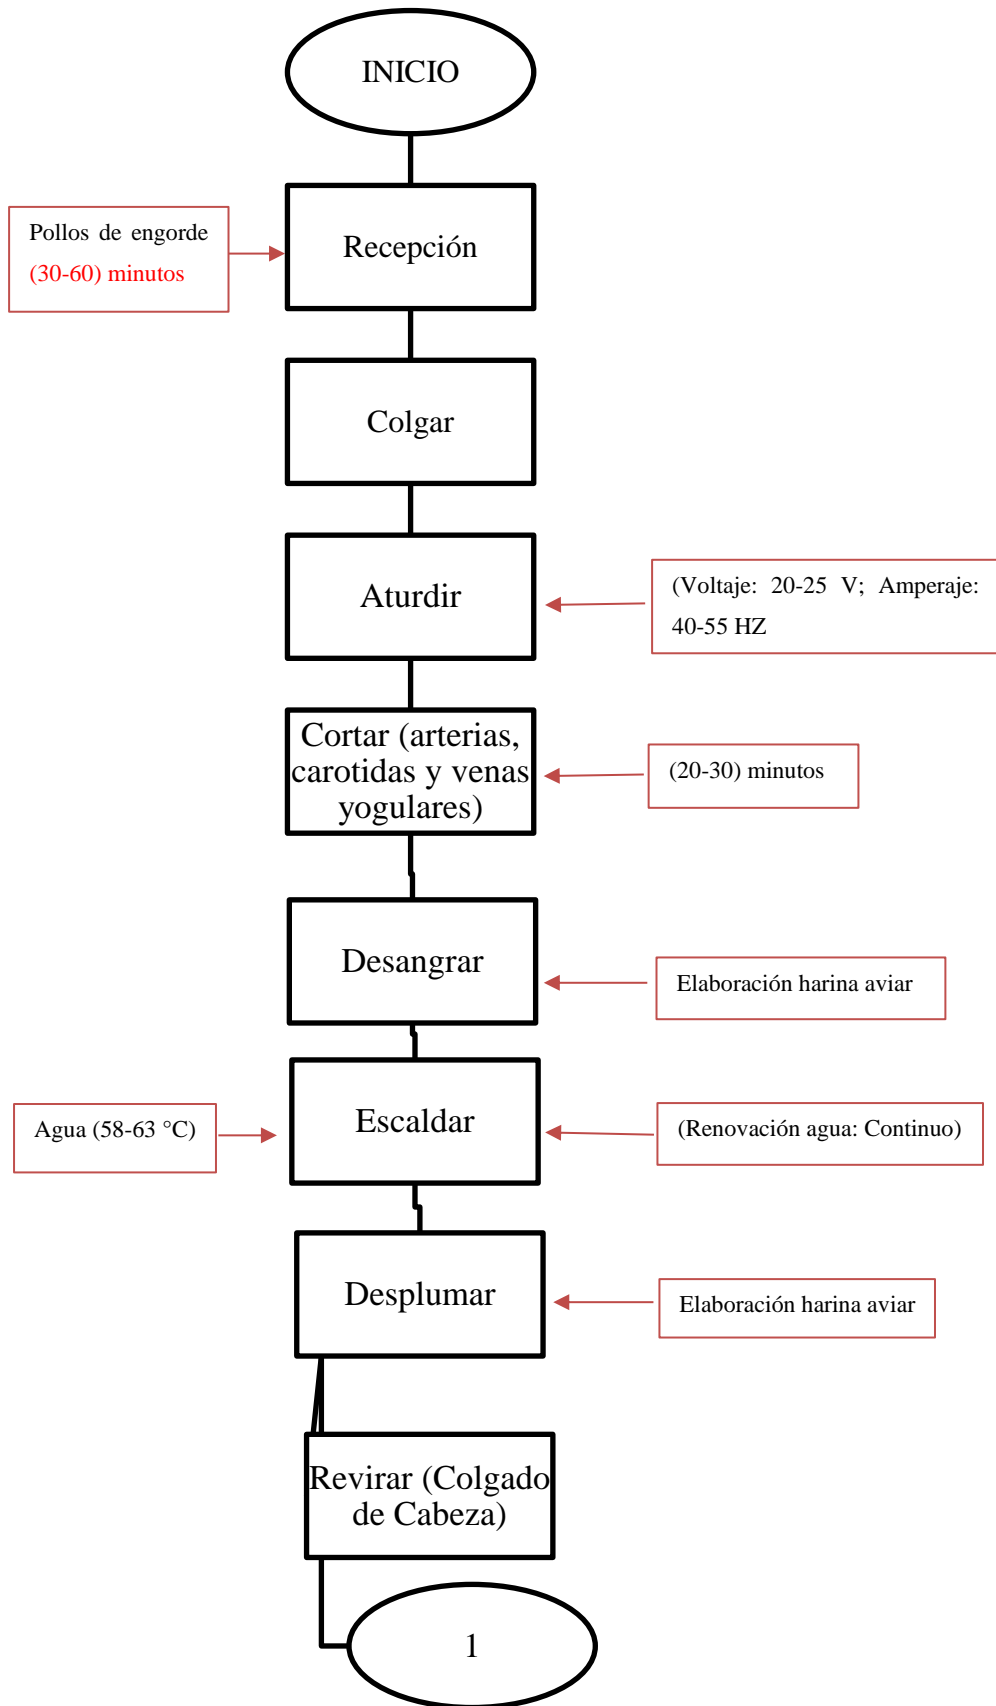 INICIO
Pollos de engorde
(30-60) minutos
Recepción
Colgar
Aturdir
(Voltaje: 20-25 V; Amperaje:
40-55 HZ
Cortar (arterias,
carotidas y venas
yogulares)
(20-30) minutos
Desangrar
Elaboración harina aviar
Agua (58-63 °C)
Escaldar
(Renovación agua: Continuo)
Desplumar
Elaboración harina aviar
Revirar (Colgado
de Cabeza)
1